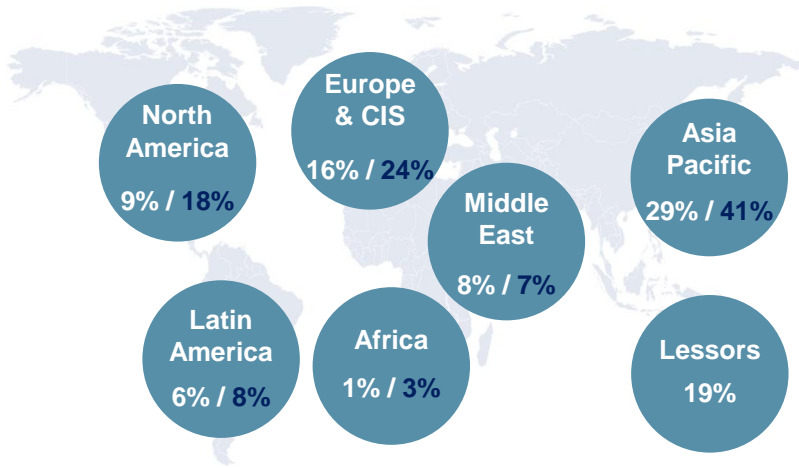 North
America
9% / 18%
Europe
& CIS
16% / 24%
Middle
East
8% / 7%
Asia
Pacific
29% / 41%
Latin
America
6% / 8%
Africa
1% / 3%
Lessors
19%